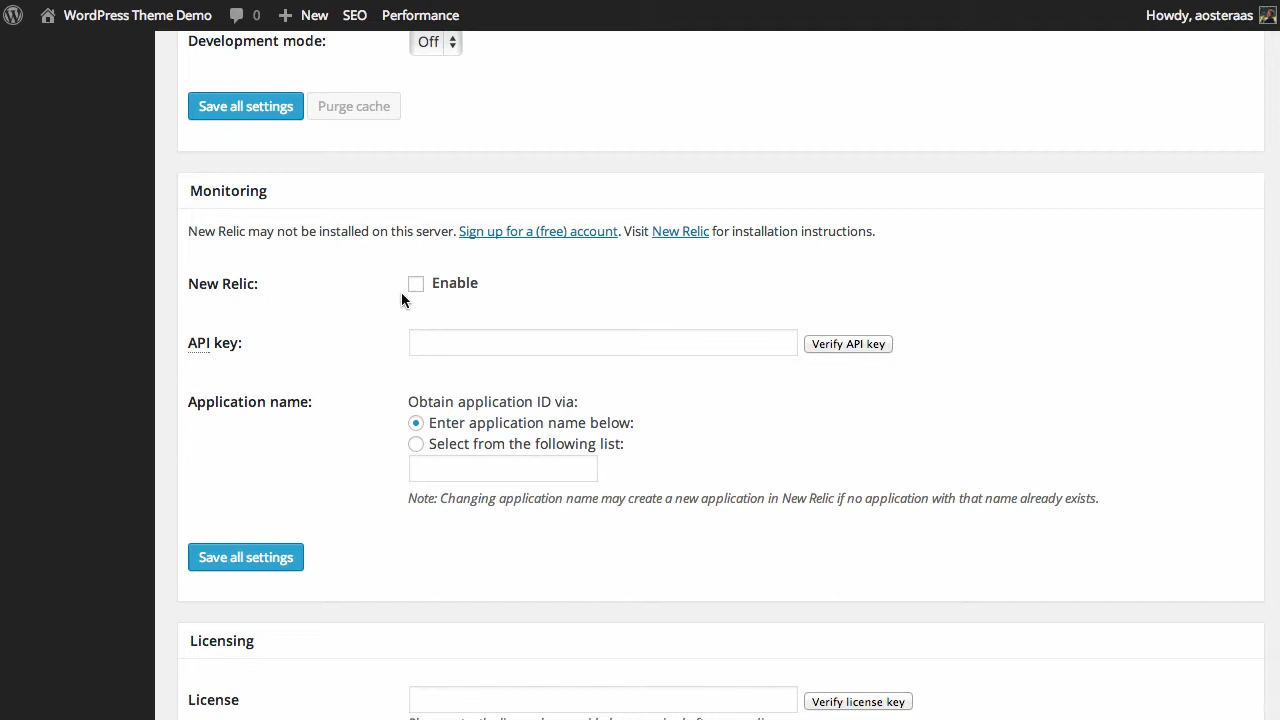 WordPress Theme Demo 0 New SEO Performance Howdy, aosteraas
Development mode: Off
Save all settings Purge cache
Monitoring
New Relic may not be installed on this server. Sign up for a (free) account. Visit New Relic for installation instructions.
New Relic: Enable
API key: Verify API key
Application name: Obtain application ID via:
Enter application name below:
Select from the following list:
Note: Changing application name may create a new application in New Relic if no application with that name already exists.
Save all settings
Licensing
License Verify license key